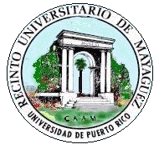 RECINTO UNIVERSITARIO DE MAYAGÜEZ
C.A.A.M.
UNIVERSIDAD DE PUERTO RICO